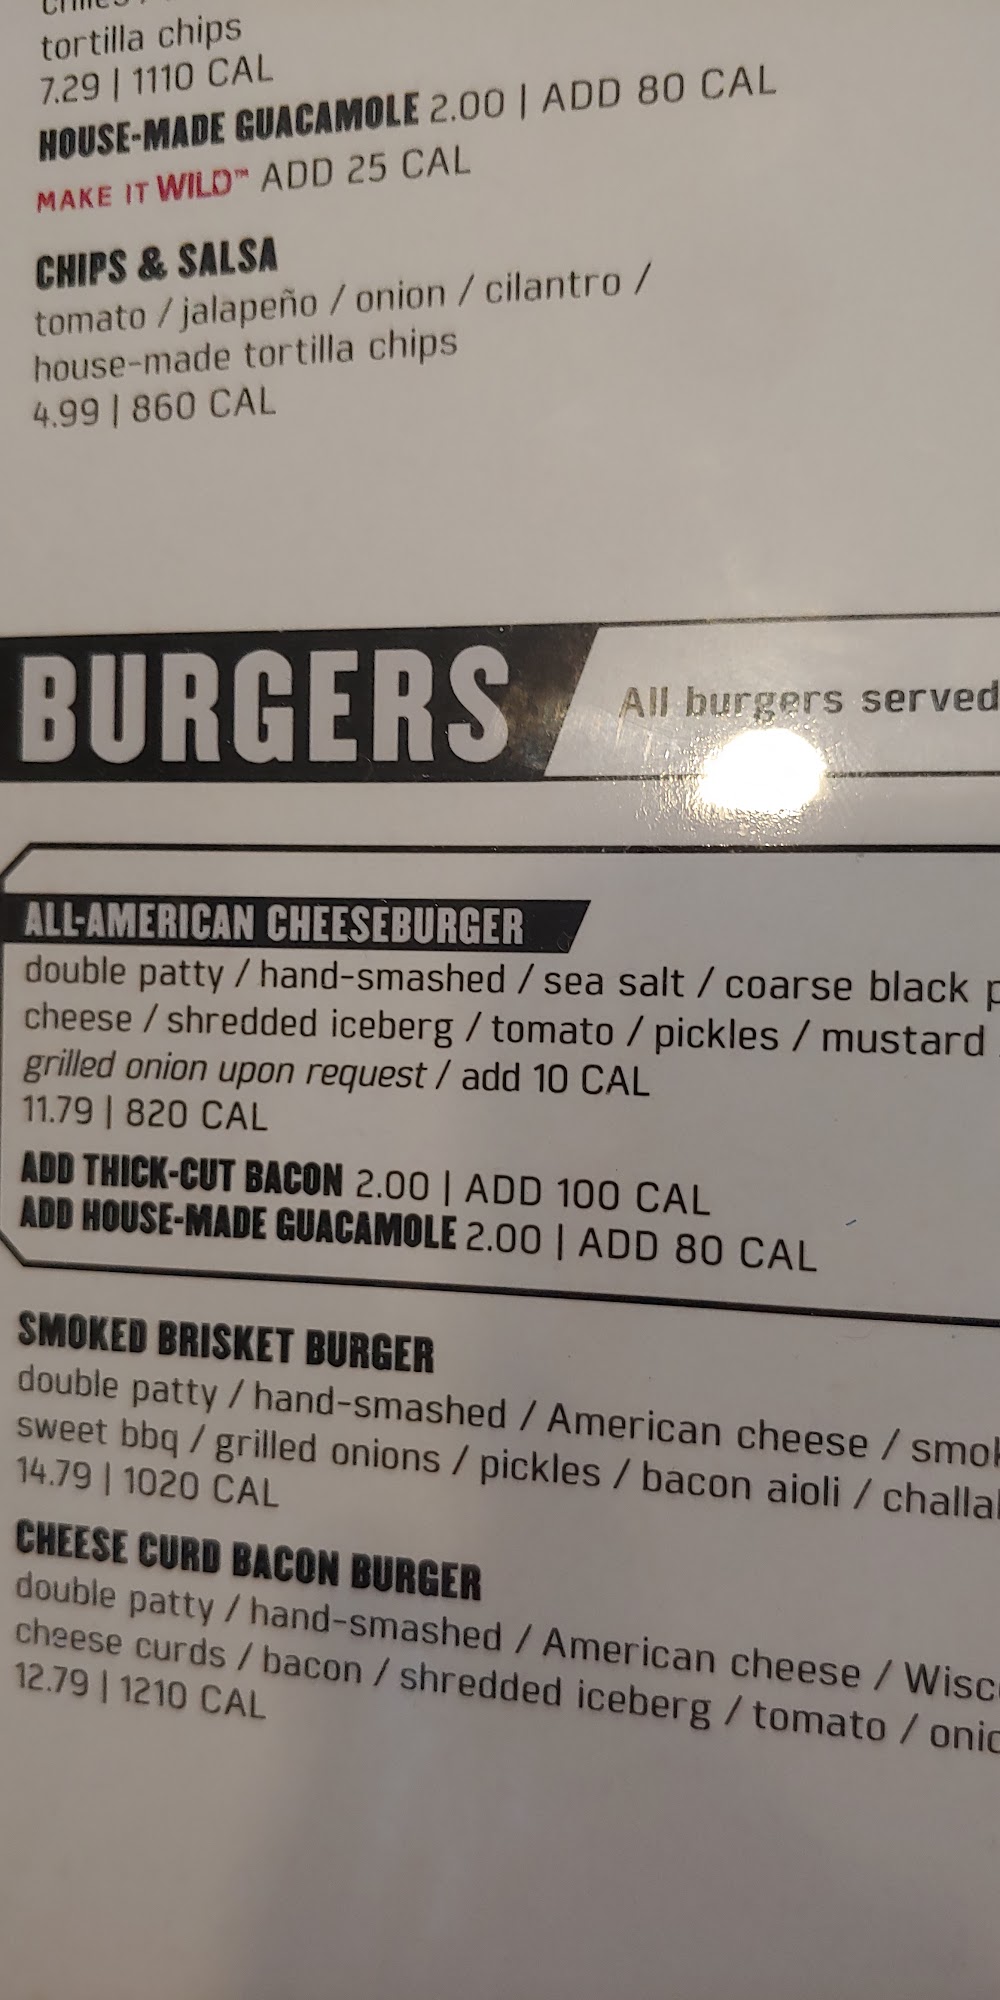 tortilla chips
7.29 | 1110 CAL
HOUSE-MADE GUACAMOLE 2.00 | ADD 80 CAL
MAKE IT WILD™ ADD 25 CAL
CHIPS & SALSA
tomato / jalapeño / onion / cilantro /
house-made tortilla chips
4.99 | 860 CAL
BURGERS
All burgers served
ALL-AMERICAN CHEESEBURGER
double patty / hand-smashed / sea salt / coarse black
cheese / shredded iceberg / tomato / pickles / mustard
grilled onion upon request / add 10 CAL
11.79 | 820 CAL
ADD THICK-CUT BACON 2.00 | ADD 100 CAL
ADD HOUSE-MADE GUACAMOLE 2.00 | ADD 80 CAL
SMOKED BRISKET BURGER
double patty / hand-smashed / American cheese /
sweet bbq / grilled onions / pickles / bacon aioli /
14.79 | 1020 CAL
CHEESE CURD BACON BURGER
double patty / hand-smashed / American cheese /
cheese curds / bacon / shredded iceberg / tomato /
12.79 | 1210 CAL